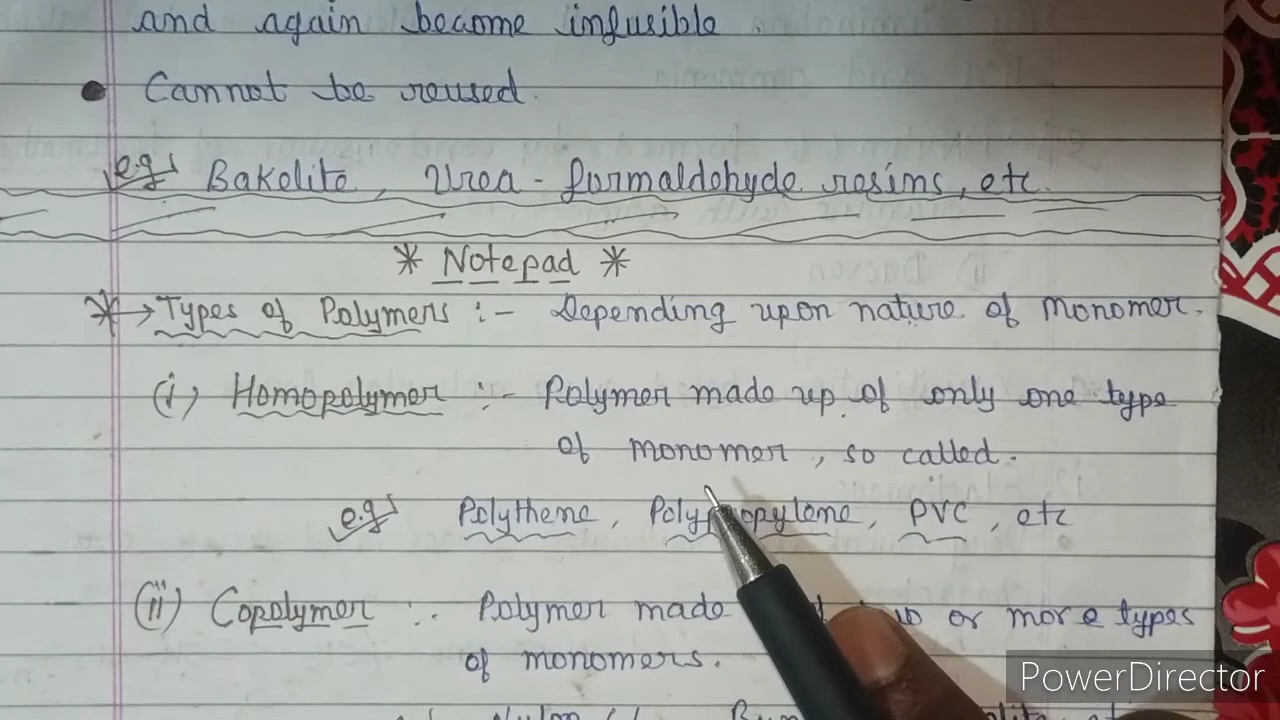 and again become infusible.
• Cannot be reused.
e.g. Bakelite, Urea - formaldehyde resins, etc.
* Notepad *
* → Types of Polymers :- Depending upon nature of monomer.
(i) Homopolymer :- Polymer made up of only one type
of monomer, so called.
e.g. Polythene, Polypropylene, PVC, etc
(ii) Copolymer :- Polymer made or more types
of monomers.
PowerDirector